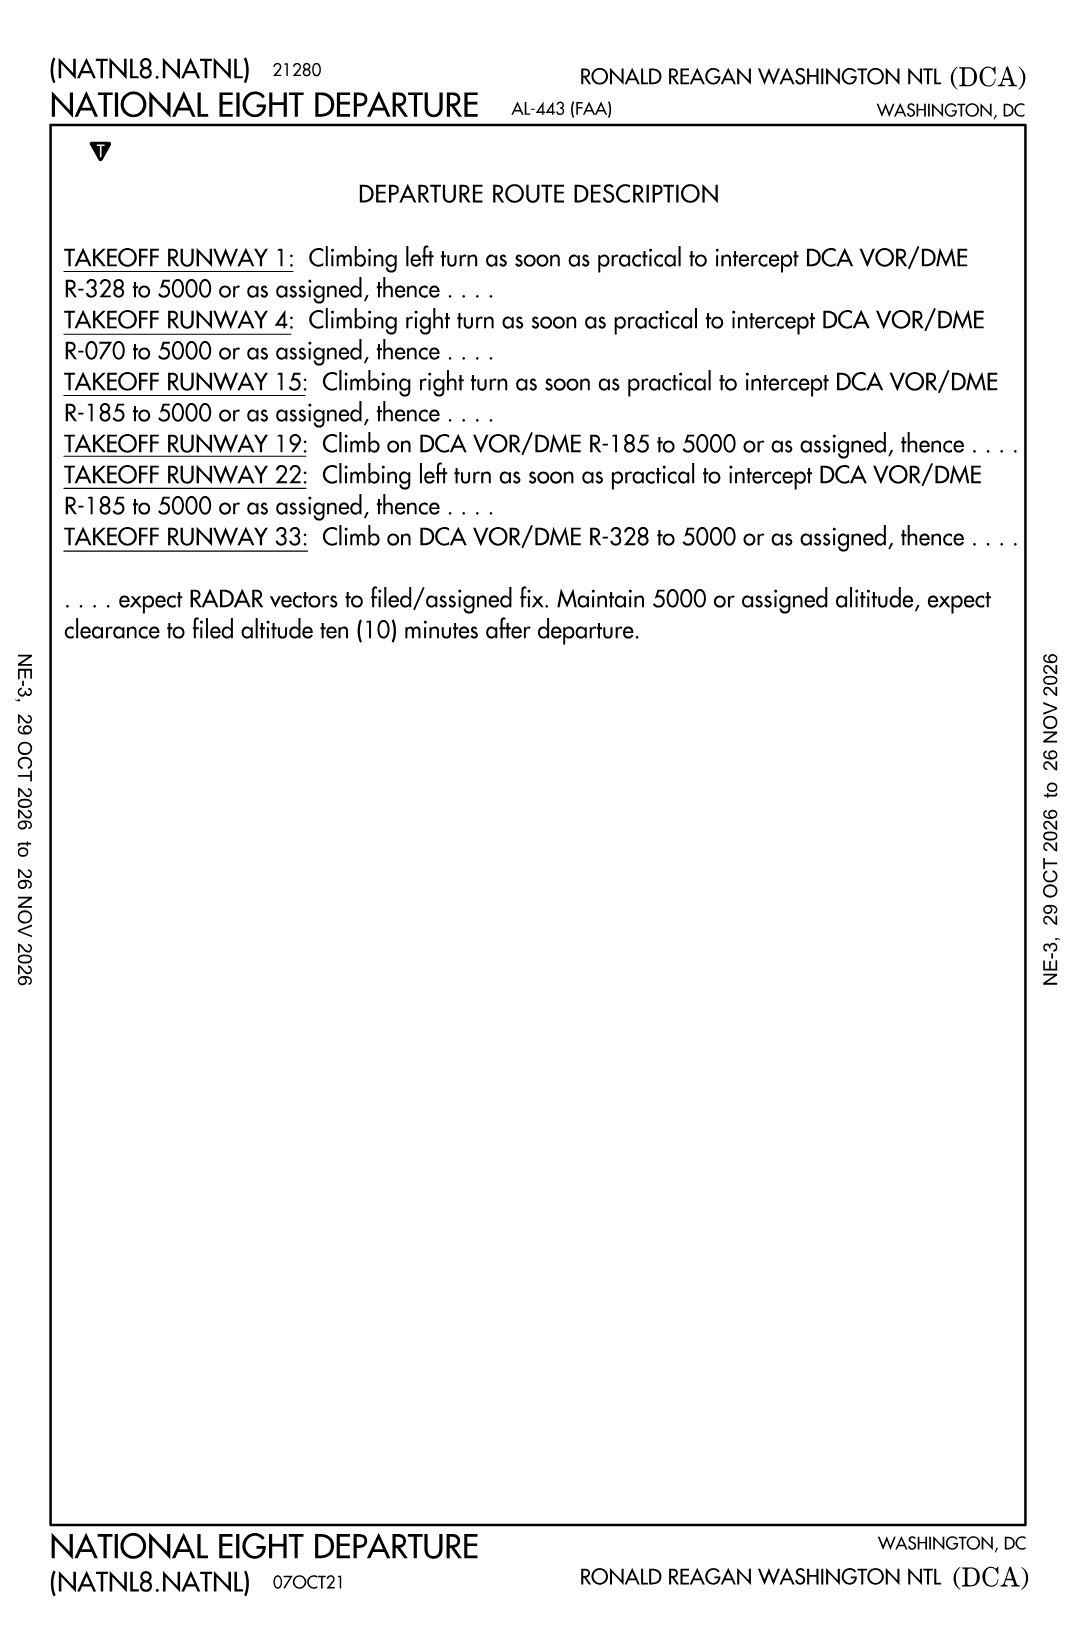 (NATNL8.NATNL) 21280
RONALD REAGAN WASHINGTON NTL (DCA)
NATIONAL EIGHT DEPARTURE AL-443 (FAA)
WASHINGTON, DC
T
DEPARTURE ROUTE DESCRIPTION
TAKEOFF RUNWAY 1: Climbing left turn as soon as practical to intercept DCA VOR/DME
R-328 to 5000 or as assigned, thence . . . .
TAKEOFF RUNWAY 4: Climbing right turn as soon as practical to intercept DCA VOR/DME
R-070 to 5000 or as assigned, thence . . . .
TAKEOFF RUNWAY 15: Climbing right turn as soon as practical to intercept DCA VOR/DME
R-185 to 5000 or as assigned, thence . . . .
TAKEOFF RUNWAY 19: Climb on DCA VOR/DME R-185 to 5000 or as assigned, thence . . . .
TAKEOFF RUNWAY 22: Climbing left turn as soon as practical to intercept DCA VOR/DME
R-185 to 5000 or as assigned, thence . . . .
TAKEOFF RUNWAY 33: Climb on DCA VOR/DME R-328 to 5000 or as assigned, thence . . . .
. . . . expect RADAR vectors to filed/assigned fix. Maintain 5000 or assigned alititude, expect
clearance to filed altitude ten (10) minutes after departure.
NE-3, 29 OCT 2026 to 26 NOV 2026
NE-3, 29 OCT 2026 to 26 NOV 2026
NATIONAL EIGHT DEPARTURE
WASHINGTON, DC
(NATNL8.NATNL) 07OCT21
RONALD REAGAN WASHINGTON NTL (DCA)